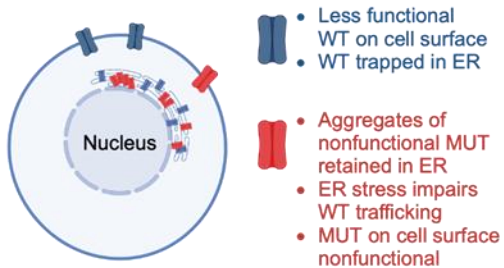 Nucleus
• Less functional
WT on cell surface
• WT trapped in ER
• Aggregates of
nonfunctional MUT
retained in ER
• ER stress impairs
WT trafficking
• MUT on cell surface
nonfunctional